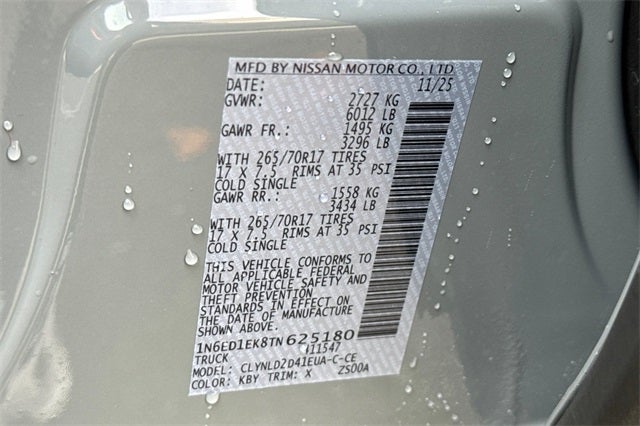 MFD BY NISSAN MOTOR CO., LTD
DATE: 11/25
GVWR: 2727 KG
6012 LB
GAWR FR.: 1495 KG
3296 LB
WITH 265/70R17 TIRES
17 X 7.5 RIMS AT 35 PSI
COLD SINGLE
GAWR RR.: 1558 KG
3434 LB
WITH 265/70R17 TIRES
17 X 7.5 RIMS AT 35 PSI
COLD SINGLE
THIS VEHICLE CONFORMS TO
ALL APPLICABLE FEDERAL
MOTOR VEHICLE SAFETY AND
THEFT PREVENTION
STANDARDS IN EFFECT ON
THE DATE OF MANUFACTURE
SHOWN ABOVE.
1N6ED1EK8TN625180
TRUCK 111547
MODEL: CLYNLD2D41EUA-C-CE
COLOR: KBY TRIM: X ZS00A